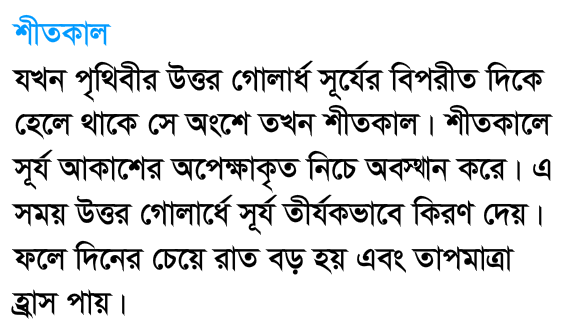 শীতকাল
যখন পৃথিবীর উত্তর গোলার্ধ সূর্যের বিপরীত দিকে
হেলে থাকে সে অংশে তখন শীতকাল। শীতকালে
সূর্য আকাশের অপেক্ষাকৃত নিচে অবস্থান করে। এ
সময় উত্তর গোলার্ধে সূর্য তীর্যকভাবে কিরণ দেয়।
ফলে দিনের চেয়ে রাত বড় হয় এবং তাপমাত্রা
হ্রাস পায়।